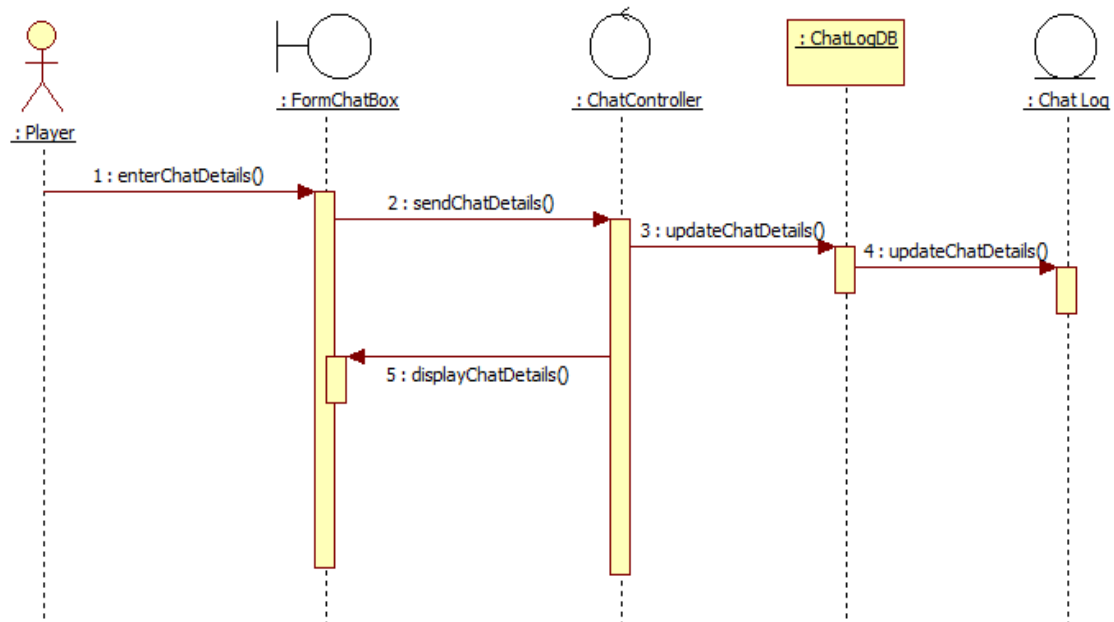 : ChatLogDB
: FormChatBox
: ChatController
: Chat Log
: Player
1 : enterChatDetails()
2 : sendChatDetails()
3 : updateChatDetails()
4 : updateChatDetails()
5 : displayChatDetails()